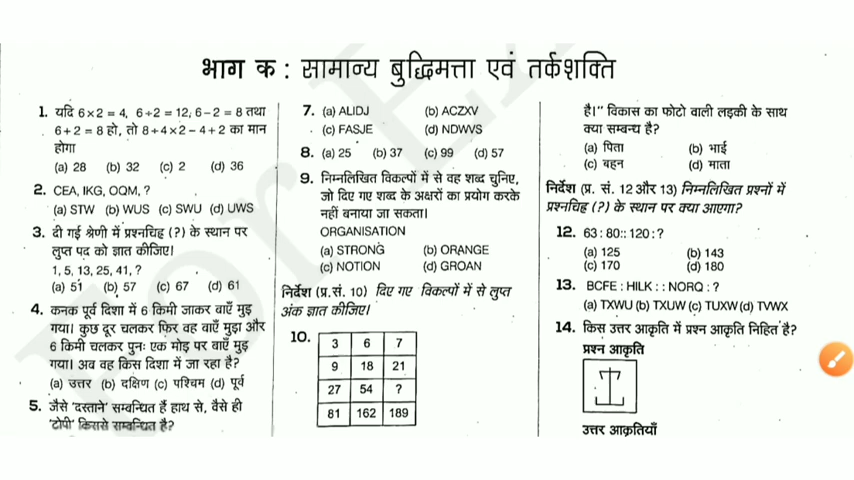 भाग क : सामान्य बुद्धिमत्ता एवं तर्कशक्ति
1. यदि 6×2 = 4, 6÷2 = 12, 6–2 = 8 तथा
6+2 = 8 हो, तो 8÷4×2–4+2 का मान
होगा
(a) 28 (b) 32 (c) 2 (d) 36
2. CEA, IKG, OQM, ?
(a) STW (b) WUS (c) SWU (d) UWS
3. दी गई श्रेणी में प्रश्नचिह्न (?) के स्थान पर
लुप्त पद को ज्ञात कीजिए।
1, 5, 13, 25, 41, ?
(a) 51 (b) 57 (c) 67 (d) 61
4. कनक पूर्व दिशा में 6 किमी जाकर बाएँ मुड़
गया। कुछ दूर चलकर फिर वह बाएँ मुड़ा और
6 किमी चलकर पुनः एक मोड़ पर बाएँ मुड़
गया। अब वह किस दिशा में जा रहा है?
(a) उत्तर (b) दक्षिण (c) पश्चिम (d) पूर्व
5. जैसे 'दस्ताने' सम्बन्धित हैं हाथ से, वैसे ही
'टोपी' किससे सम्बन्धित है?
7. (a) ALIDJ (b) ACZXV
(c) FASJE (d) NDWVS
8. (a) 25 (b) 37 (c) 99 (d) 57
9. निम्नलिखित विकल्पों में से वह शब्द चुनिए,
जो दिए गए शब्द के अक्षरों का प्रयोग करके
नहीं बनाया जा सकता।
ORGANISATION
(a) STRONG (b) ORANGE
(c) NOTION (d) GROAN
निर्देश (प्र.सं. 10) दिए गए विकल्पों में से लुप्त
अंक ज्ञात कीजिए।
10. 3 6 7
9 18 21
27 54 ?
81 162 189
है।" विकास का फोटो वाली लड़की के साथ
क्या सम्बन्ध है?
(a) पिता (b) भाई
(c) बहन (d) माता
निर्देश (प्र. सं. 12 और 13) निम्नलिखित प्रश्नों में
प्रश्नचिह्न (?) के स्थान पर क्या आएगा?
12. 63 : 80 :: 120 : ?
(a) 125 (b) 143
(c) 170 (d) 180
13. BCFE : HILK : : NORQ : ?
(a) TXWU (b) TXUW (c) TUXW (d) TVWX
14. किस उत्तर आकृति में प्रश्न आकृति निहित है?
प्रश्न आकृति
उत्तर आकृतियाँ